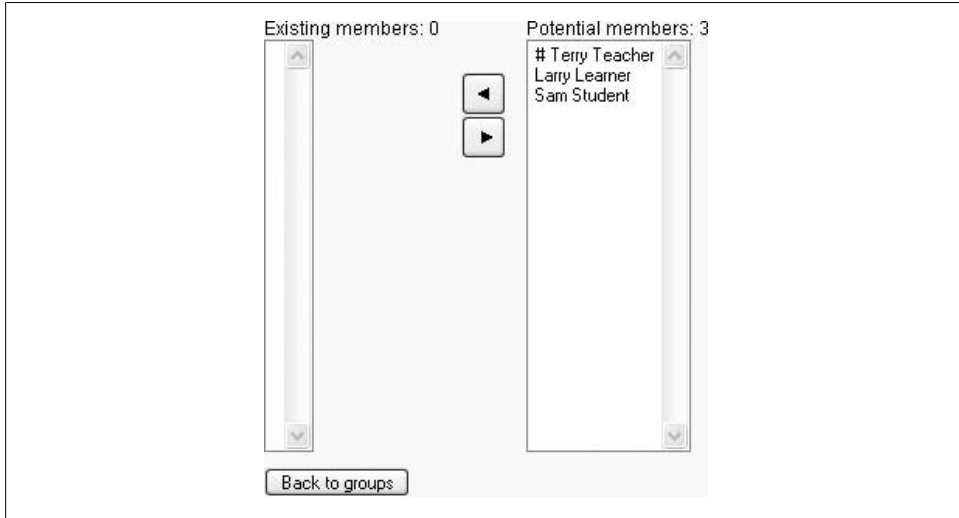 Existing members: 0
Potential members: 3
# Terry Teacher
Larry Learner
Sam Student
Back to groups